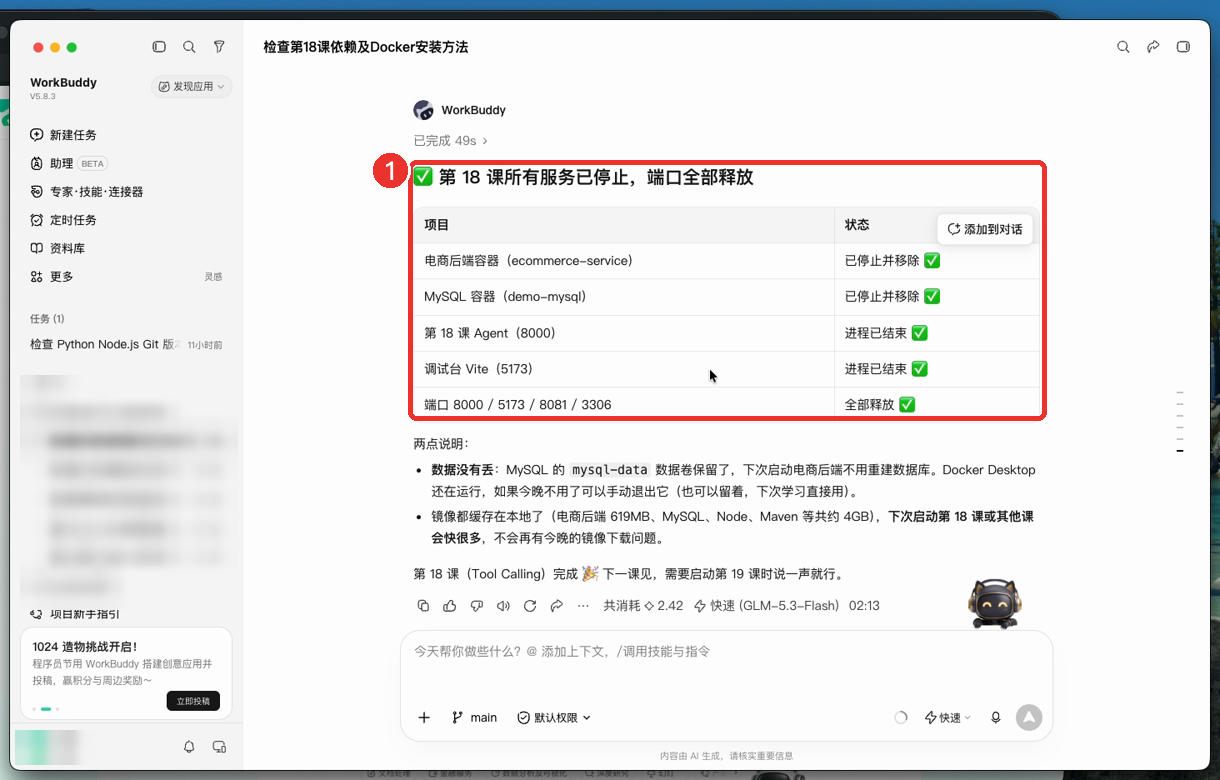 检查第18课依赖及Docker安装方法
WorkBuddy
V5.8.3
发现应用
新建任务
助理 BETA
专家·技能·连接器
定时任务
资料库
更多
灵感
任务 (1)
检查 Python Node.js Git 版
11小时前
项目新手指引
1024 造物挑战开启！
程序员节用 WorkBuddy 搭建创意应用并
投稿，赢积分与周边奖励～
立即投稿
WorkBuddy
已完成 49s
1
✅ 第 18 课所有服务已停止，端口全部释放
项目 状态
添加到对话
电商后端容器（ecommerce-service） 已停止并移除 ✅
MySQL 容器（demo-mysql） 已停止并移除 ✅
第 18 课 Agent（8000） 进程已结束 ✅
调试台 Vite（5173） 进程已结束 ✅
端口 8000 / 5173 / 8081 / 3306 全部释放 ✅
两点说明：
• 数据没有丢：MySQL 的 mysql-data 数据卷保留了，下次启动电商后端不用重建数据库。Docker Desktop
还在运行，如果今晚不用了可以手动退出它（也可以留着，下次学习直接用）。
• 镜像都缓存在本地了（电商后端 619MB、MySQL、Node、Maven 等共约 4GB），下次启动第 18 课或其他课
会快很多，不会再有今晚的镜像下载问题。
第 18 课（Tool Calling）完成 🎉 下一课见，需要启动第 19 课时说一声就行。
共消耗 2.42 快速 (GLM-5.3-Flash) 02:13
今天帮你做些什么？@ 添加上下文，/调用技能与指令
main
默认权限
快速
内容由 AI 生成，请核实重要信息